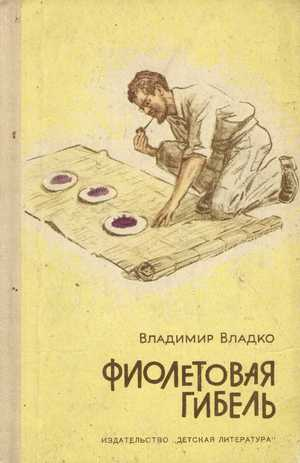 Владимир Владко
ФИОЛЕТОВАЯ
ГИБЕЛЬ
ИЗДАТЕЛЬСТВО „ДЕТСКАЯ ЛИТЕРАТУРА"